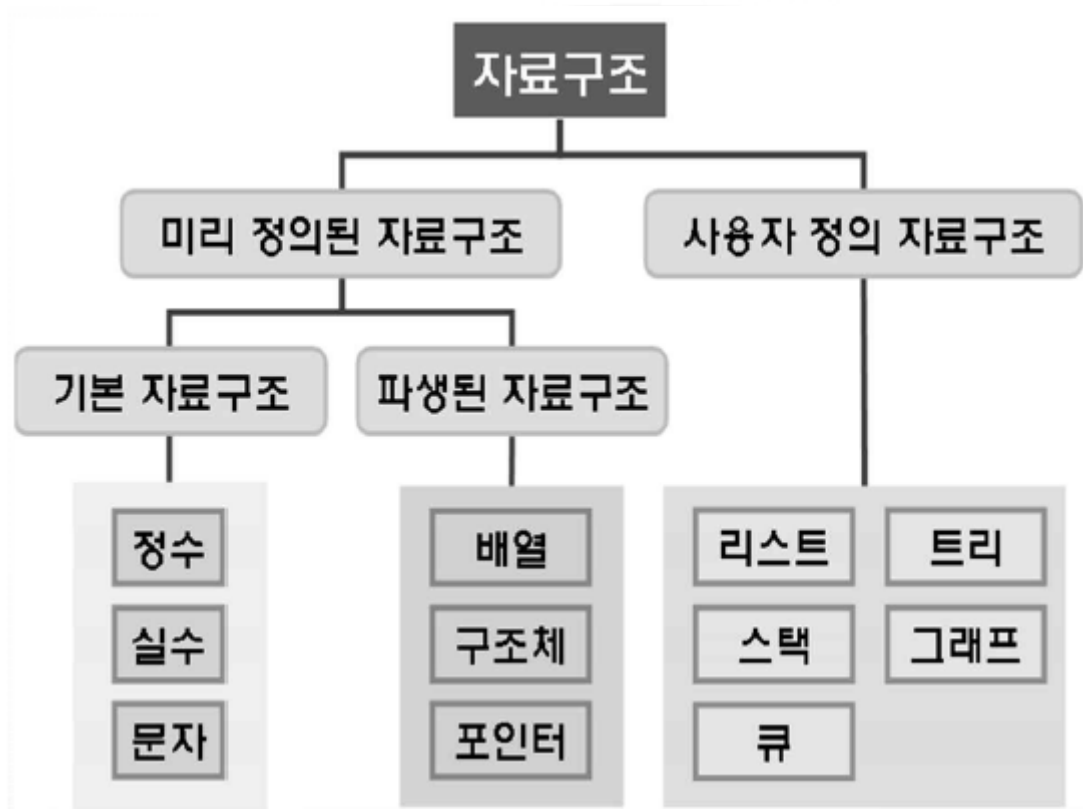 자료구조
미리 정의된 자료구조
사용자 정의 자료구조
기본 자료구조
파생된 자료구조
정수
실수
문자
배열
구조체
포인터
리스트
트리
스택
그래프
큐